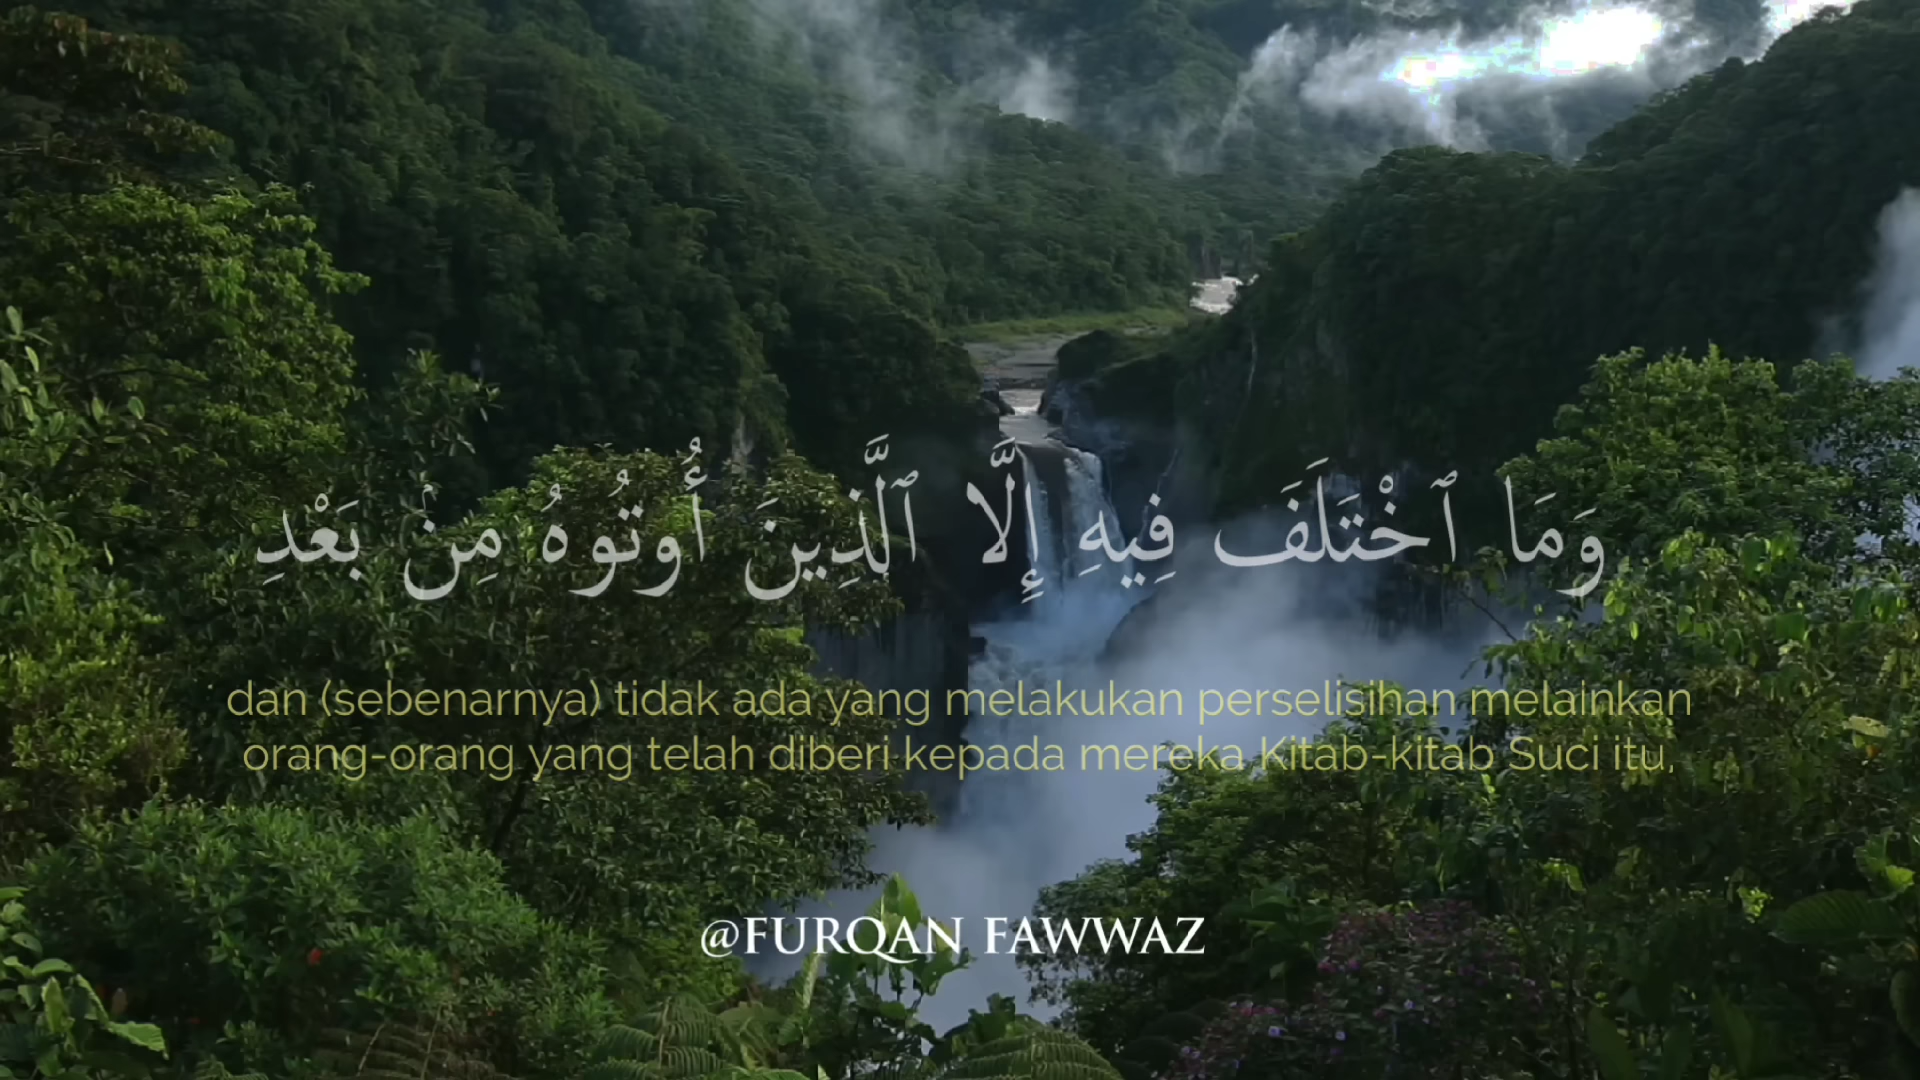 وَمَا ٱخْتَلَفَ فِيهِ إِلَّا ٱلَّذِينَ أُوتُوهُ مِنۢ بَعْدِ
dan (sebenarnya) tidak ada yang melakukan perselisihan melainkan
orang-orang yang telah diberi kepada mereka Kitab-kitab Suci itu,
@FURQAN FAWWAZ